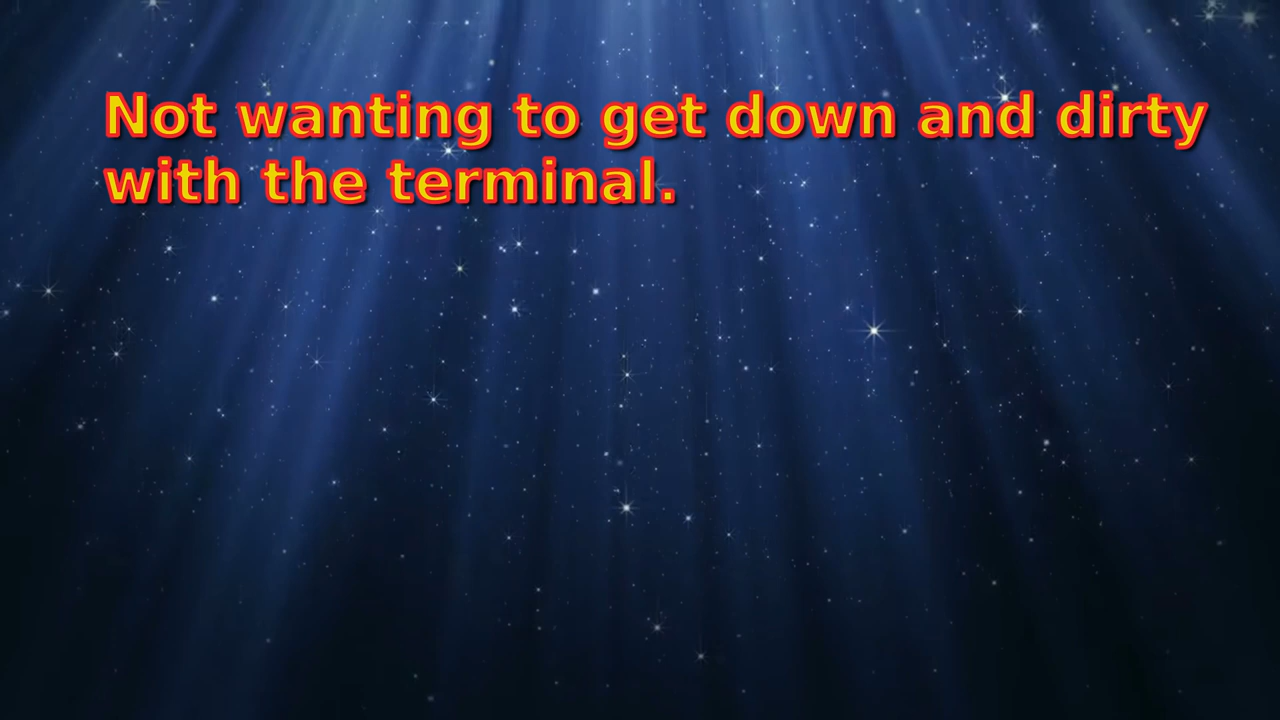 Not wanting to get down and dirty
with the terminal.